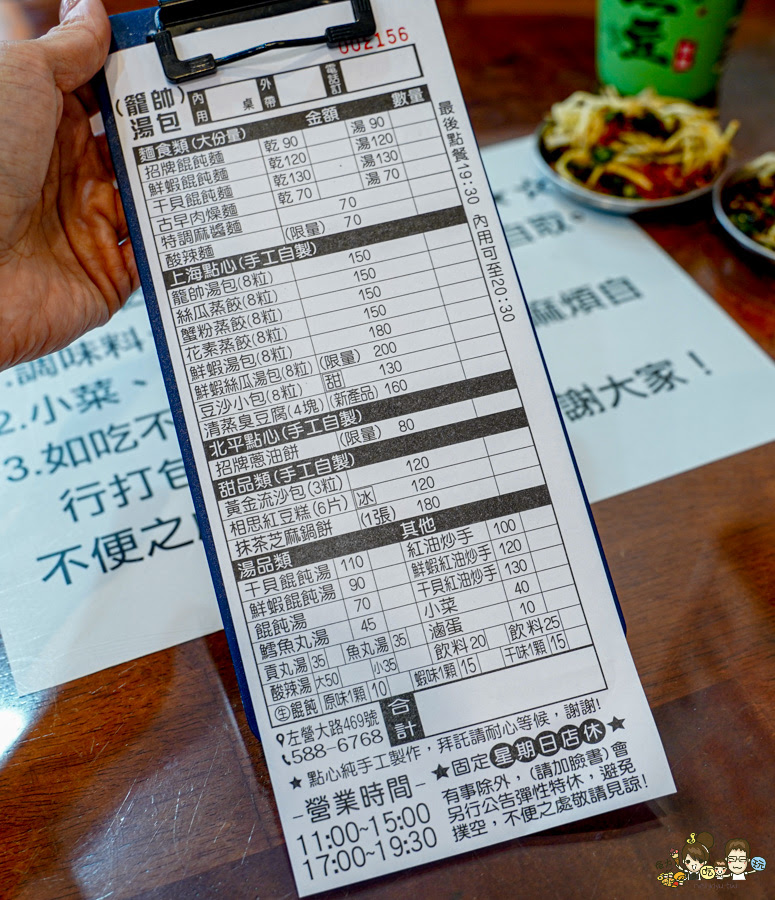 002156
(籠帥)
湯包
內用 桌 外帶 電話訂
麵食類(大份量) 金額 數量
招牌餛飩麵 乾90 湯90
鮮蝦餛飩麵 乾120 湯120
干貝餛飩麵 乾130 湯130
古早肉燥麵 乾70 湯70
特調麻醬麵 70
酸辣麵 (限量) 70
上海點心(手工自製)
籠帥湯包(8粒) 150
絲瓜蒸餃(8粒) 150
蟹粉蒸餃(8粒) 150
花素蒸餃(8粒) 150
鮮蝦湯包(8粒) 180
鮮蝦絲瓜湯包(8粒) (限量) 200
豆沙小包(8粒) 甜 130
清蒸臭豆腐(4塊) (新產品) 160
北平點心(手工自製)
招牌蔥油餅 (限量) 80
甜品類(手工自製)
黃金流沙包(3粒) 120
相思紅豆糕(6片) 冰 120
抹茶芝麻鍋餅 (1張) 180
湯品類 其他
干貝餛飩湯 110 紅油炒手 100
鮮蝦餛飩湯 90 鮮蝦紅油炒手 120
餛飩湯 70 干貝紅油炒手 130
鱈魚丸湯 45 小菜 40
貢丸湯 35 魚丸湯 35 滷蛋 10
酸辣湯 大50 小35 飲料20 飲料25
生餛飩 原味1顆 10 蝦味1顆 15 干味1顆 15
合計
左營大路469號
588-6768
★ 點心純手工製作,拜託請耐心等候,謝謝!
-營業時間-
11:00~15:00
17:00~19:30
★固定星期日店休★
有事除外,(請加臉書)會
另行公告彈性特休,避免
撲空,不便之處敬請見諒!
最後點餐19:30 內用可至20:30
1.調味料
2.小菜、
3.如吃不
行打包
不便之
自取。
麻煩自
謝大家!